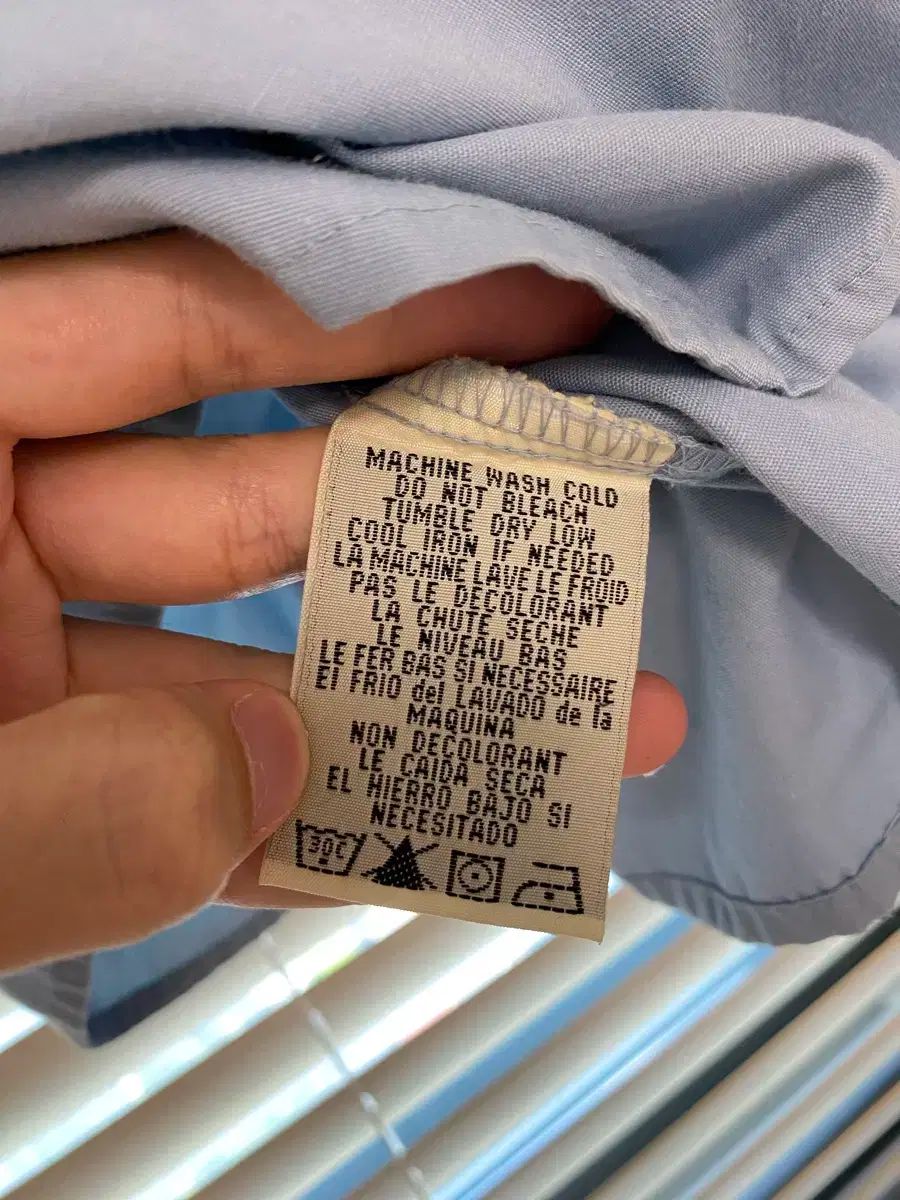 MACHINE WASH COLD
DO NOT BLEACH
TUMBLE DRY LOW
COOL IRON IF NEEDED
LA MACHINE LAVE LE FROID
PAS LE DECOLORANT
LA CHUTE SECHE
LE NIVEAU BAS
LE FER BAS SI NECESSAIRE
El FRIO del LAVADO de la
MAQUINA
NON DECOLORANT
LE CAIDA SECA
EL HIERRO BAJO SI
NECESITADO
30C